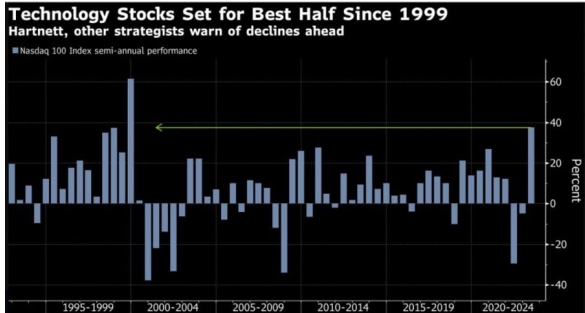 Technology Stocks Set for Best Half Since 1999
Hartnett, other strategists warn of declines ahead
Nasdaq 100 Index semi-annual performance
60
40
20
0
-20
-40
Percent
1995-1999 2000-2004 2005-2009 2010-2014 2015-2019 2020-2024